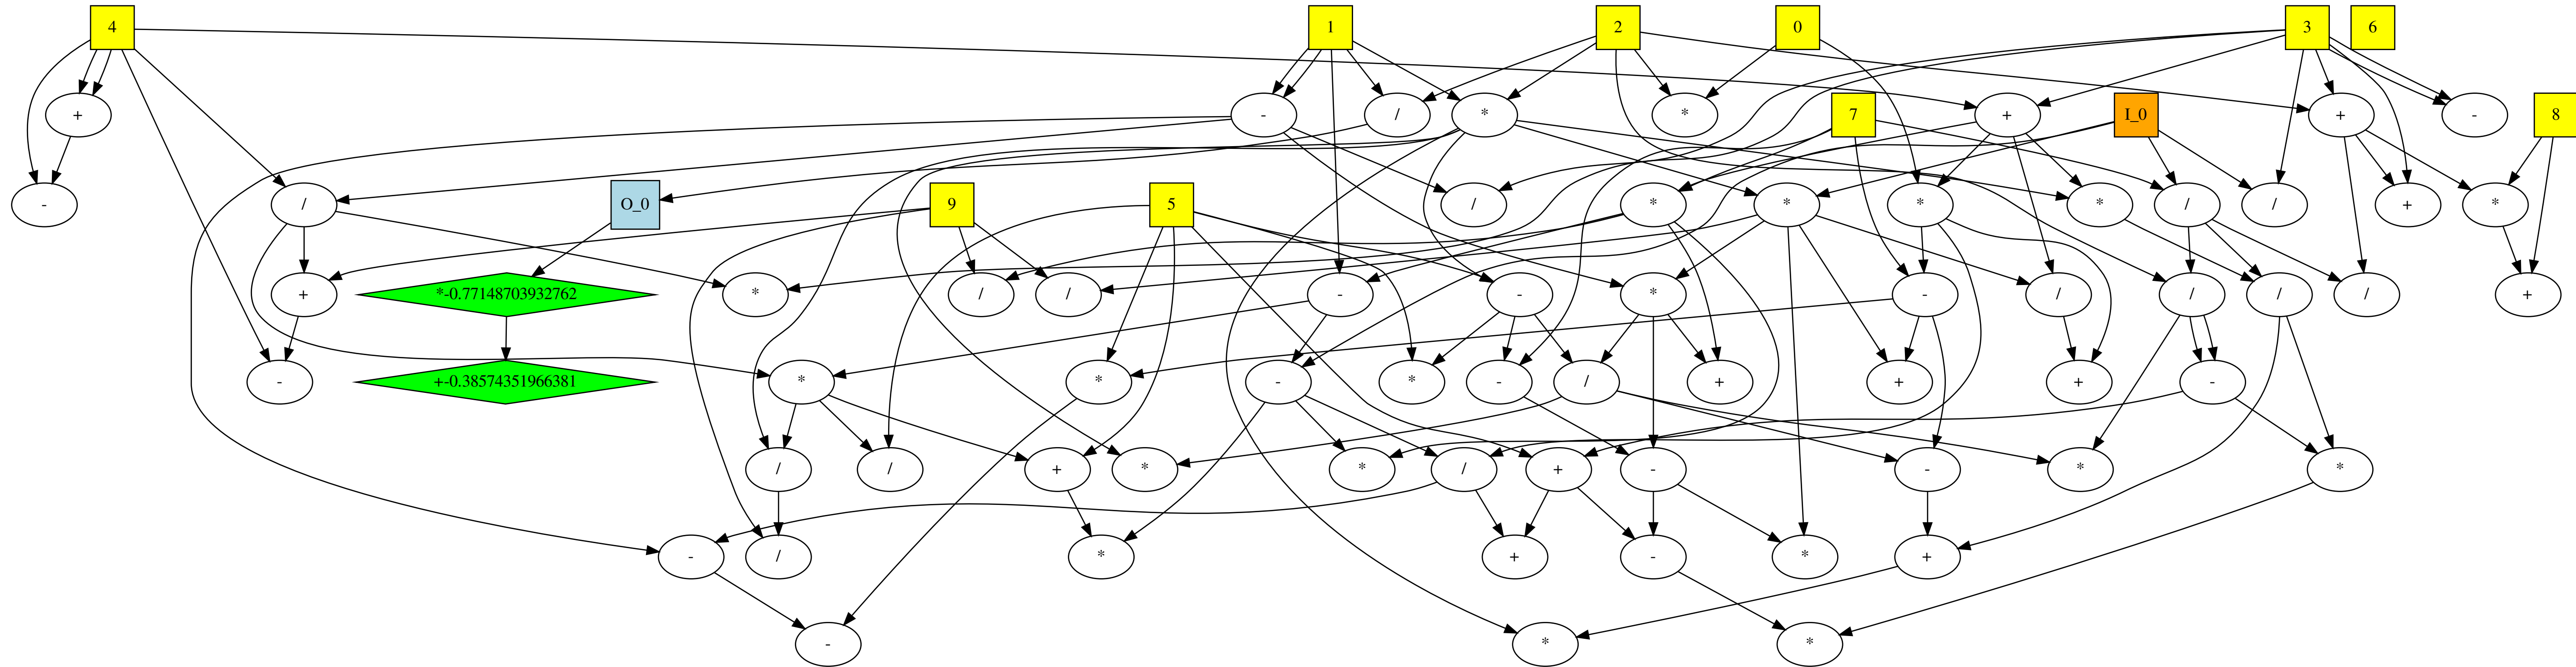 4 1 2 0 3 6
+ - / * * 7 + I_0 + - 8
- / O_0 9 5 / * * * * / / + *
+ *-0.77148703932762 * / / - - * - / / / / +
- +-0.38574351966381 * * - * - / + + + -
/ / + * * / + - - * *
- / * + - * +
- * *